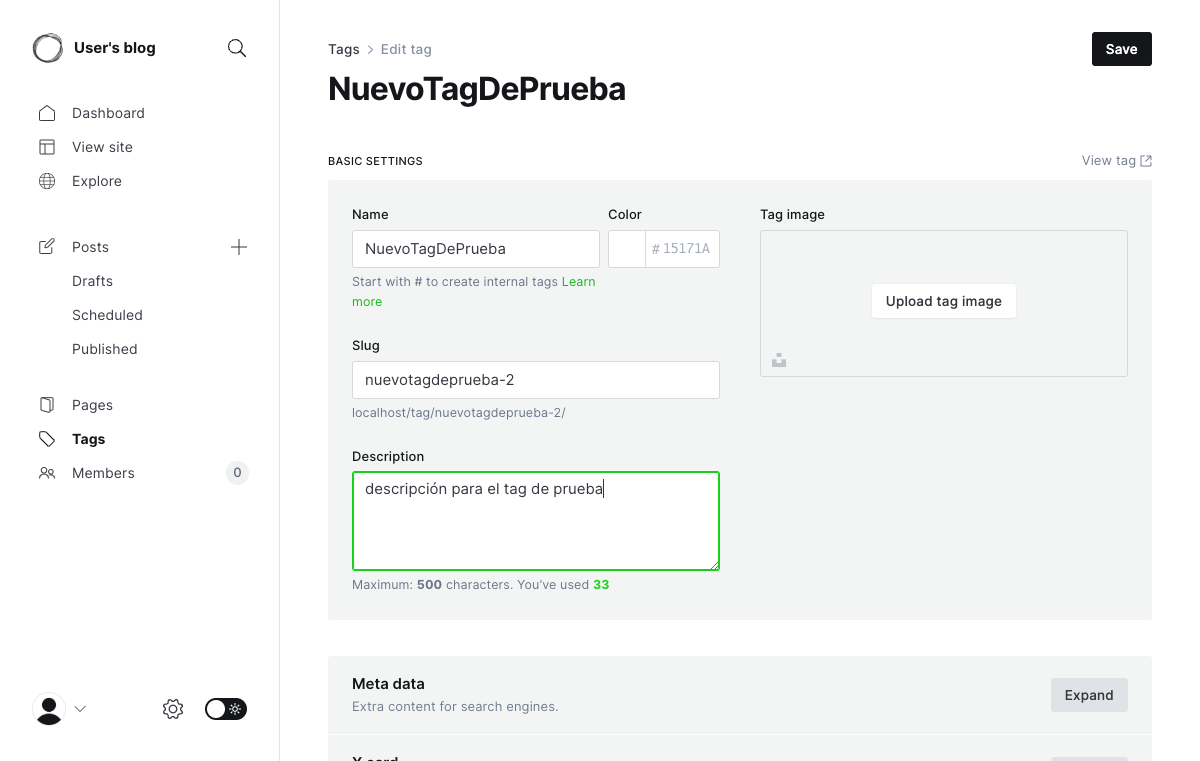 User's blog
Dashboard
View site
Explore
Posts
Drafts
Scheduled
Published
Pages
Tags
Members
0
Tags > Edit tag
Save
NuevoTagDePrueba
BASIC SETTINGS
View tag
Name
NuevoTagDePrueba
Start with # to create internal tags Learn
more
Color
# 15171A
Slug
nuevotagdeprueba-2
localhost/tag/nuevotagdeprueba-2/
Description
descripción para el tag de prueba
Maximum: 500 characters. You've used 33
Tag image
Upload tag image
Meta data
Extra content for search engines.
Expand
X card